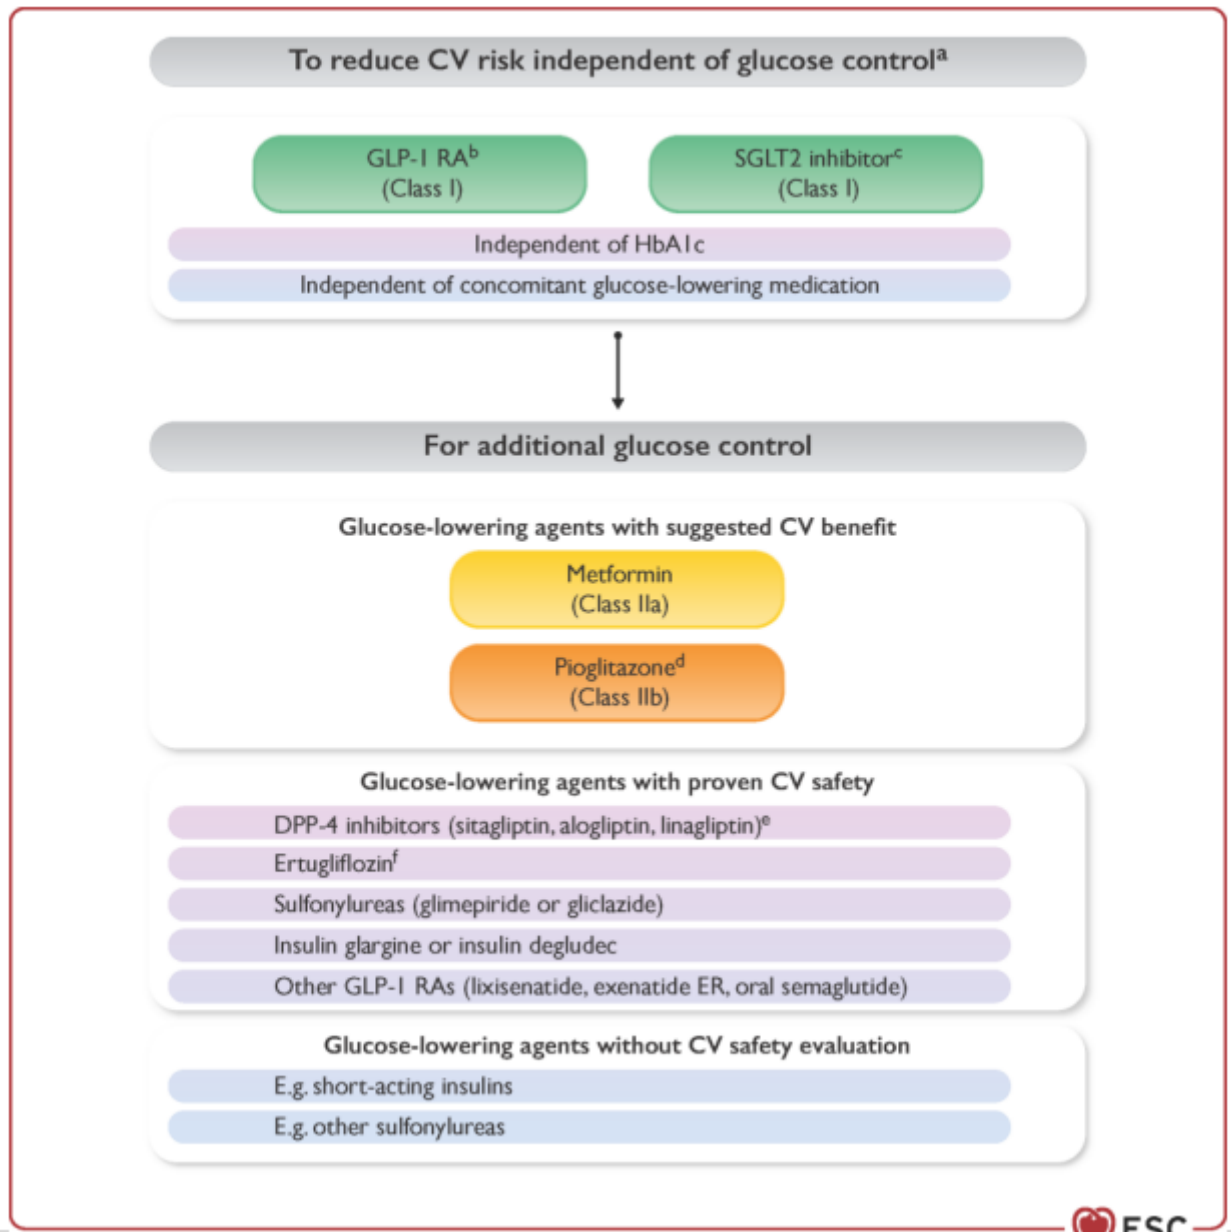 To reduce CV risk independent of glucose controlᵃ
GLP-1 RAᵇ
(Class I)
SGLT2 inhibitorᶜ
(Class I)
Independent of HbA1c
Independent of concomitant glucose-lowering medication
For additional glucose control
Glucose-lowering agents with suggested CV benefit
Metformin
(Class IIa)
Pioglitazoneᵈ
(Class IIb)
Glucose-lowering agents with proven CV safety
DPP-4 inhibitors (sitagliptin, alogliptin, linagliptin)ᵉ
Ertugliflozinᶠ
Sulfonylureas (glimepiride or gliclazide)
Insulin glargine or insulin degludec
Other GLP-1 RAs (lixisenatide, exenatide ER, oral semaglutide)
Glucose-lowering agents without CV safety evaluation
E.g. short-acting insulins
E.g. other sulfonylureas
ESC